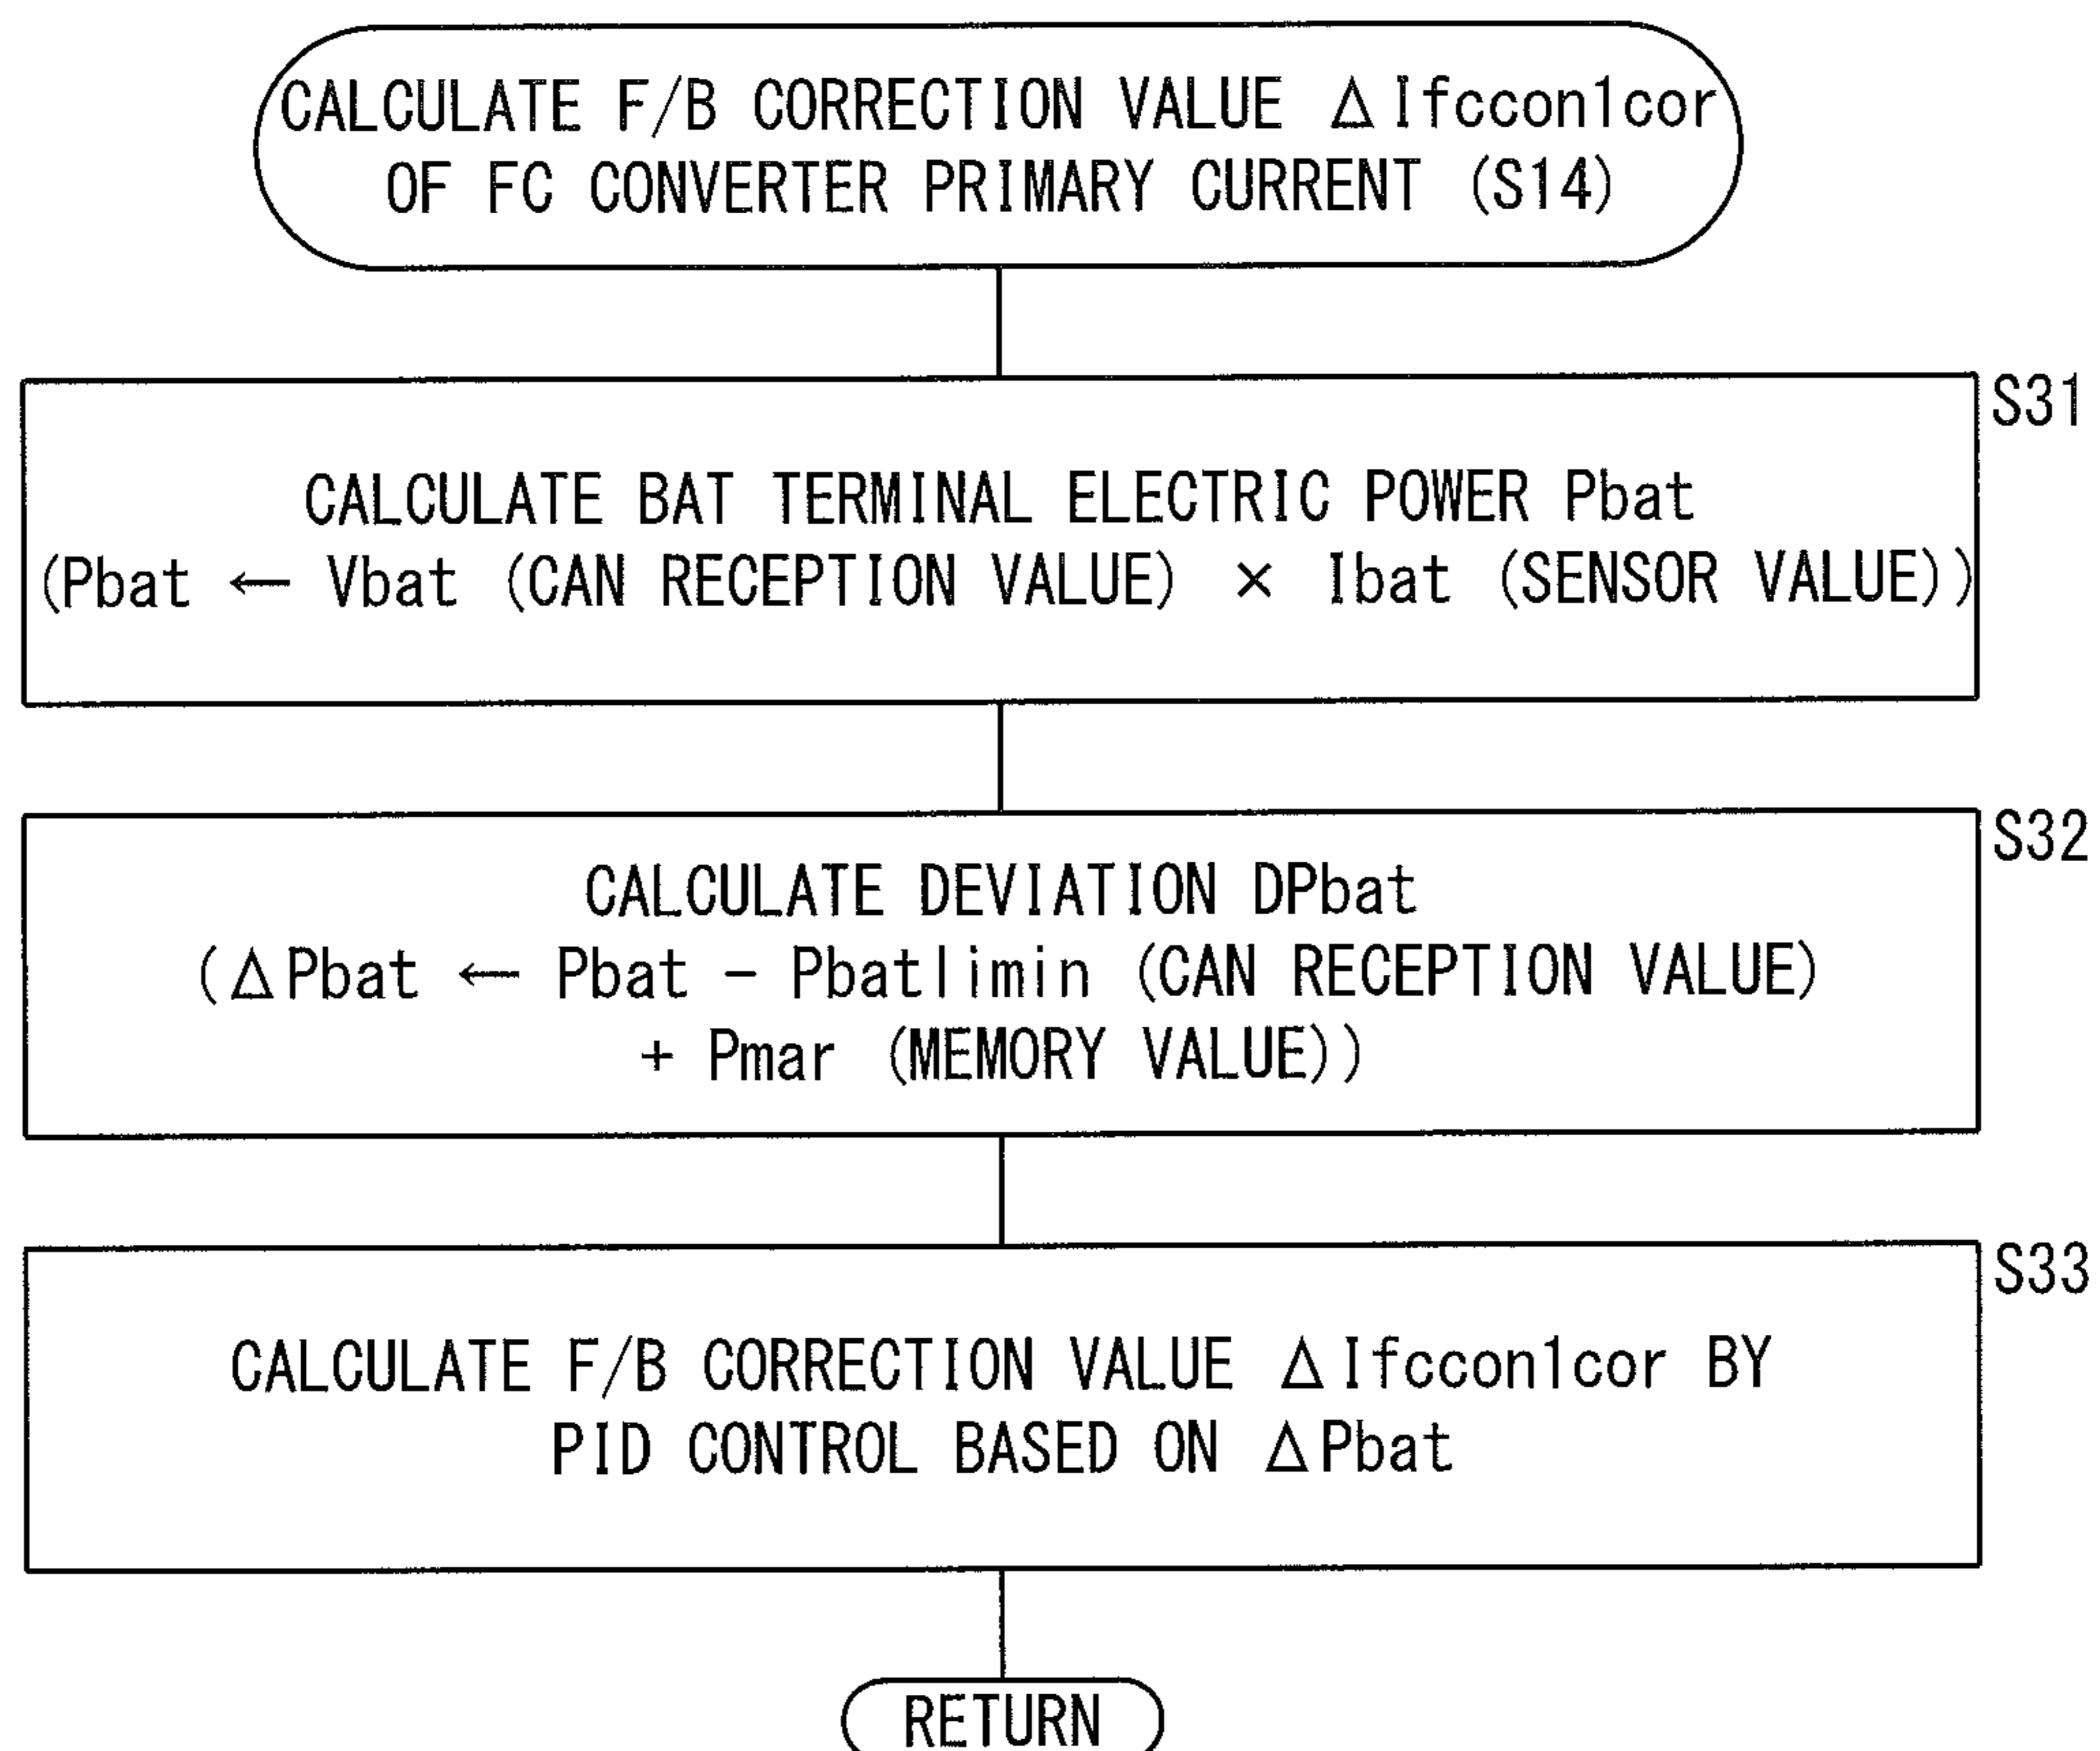 CALCULATE F/B CORRECTION VALUE ΔIfccon1cor
OF FC CONVERTER PRIMARY CURRENT (S14)
S31
CALCULATE BAT TERMINAL ELECTRIC POWER Pbat
(Pbat ← Vbat (CAN RECEPTION VALUE) × Ibat (SENSOR VALUE))
S32
CALCULATE DEVIATION DPbat
(ΔPbat ← Pbat – Pbatlimin (CAN RECEPTION VALUE)
+ Pmar (MEMORY VALUE))
S33
CALCULATE F/B CORRECTION VALUE ΔIfccon1cor BY
PID CONTROL BASED ON ΔPbat
RETURN